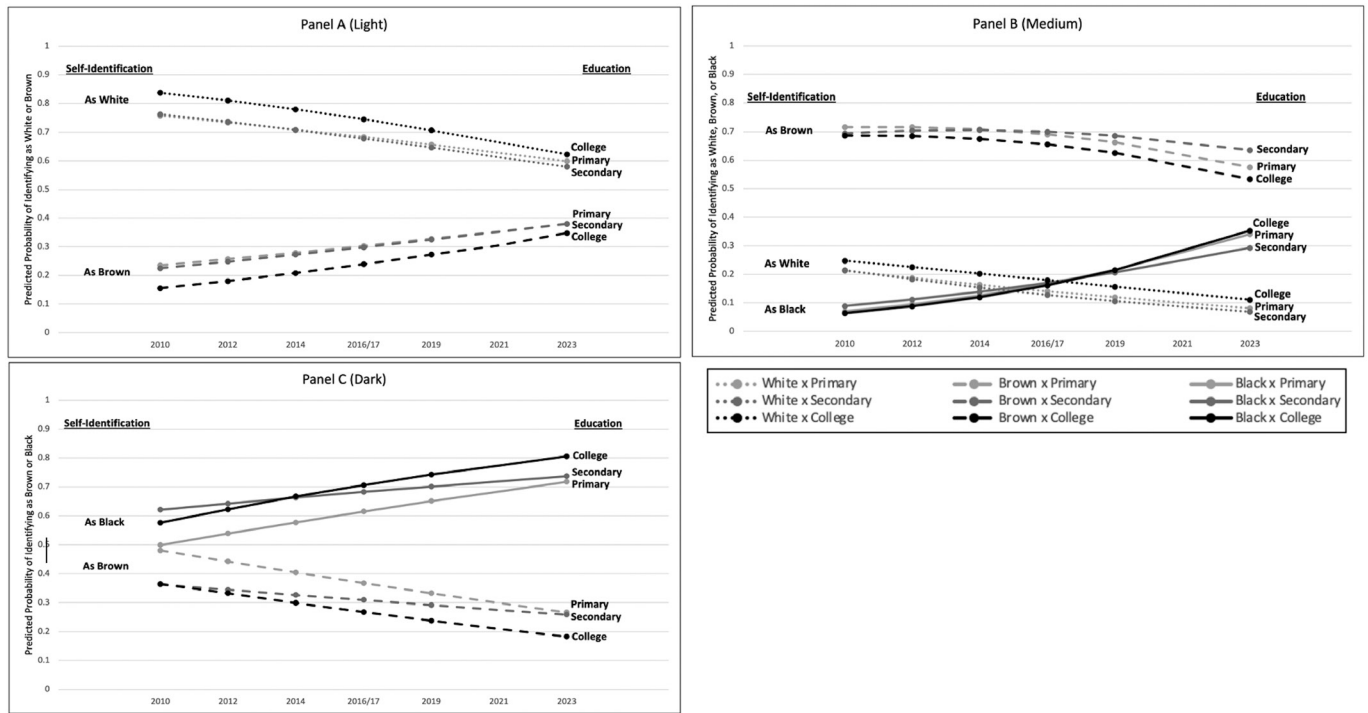 Panel A (Light)
Predicted Probability of Identifying as White or Brown
1
0.9
0.8
0.7
0.6
0.5
0.4
0.3
0.2
0.1
0
Self-Identification
Education
As White
College
Primary
Secondary
Primary
Secondary
College
As Brown
2010 2012 2014 2016/17 2019 2021 2023
Panel B (Medium)
Predicted Probability of Identifying as White, Brown, or Black
1
0.9
0.8
0.7
0.6
0.5
0.4
0.3
0.2
0.1
0
Self-Identification
Education
As Brown
Secondary
Primary
College
College
Primary
Secondary
As White
College
Primary
Secondary
As Black
2010 2012 2014 2016/17 2019 2021 2023
White x Primary Brown x Primary Black x Primary
White x Secondary Brown x Secondary Black x Secondary
White x College Brown x College Black x College
Panel C (Dark)
Predicted Probability of Identifying as Brown or Black
1
0.9
0.8
0.7
0.6
0.5
0.4
0.3
0.2
0.1
0
Self-Identification
Education
College
Secondary
Primary
As Black
As Brown
Primary
Secondary
College
2010 2012 2014 2016/17 2019 2021 2023